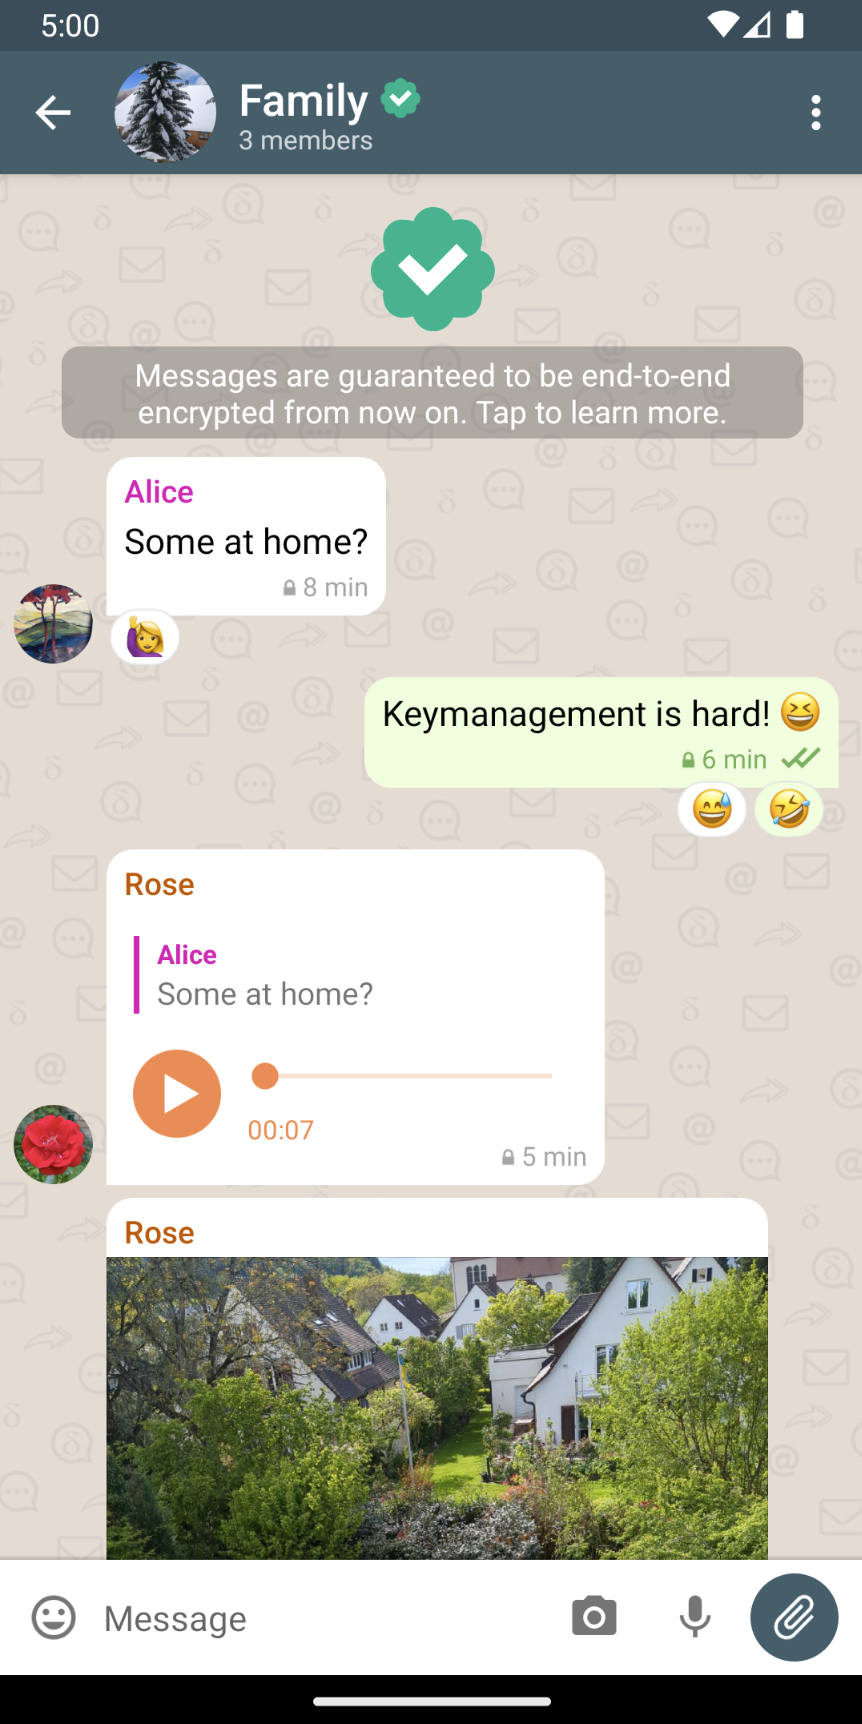 5:00
Family
3 members
Messages are guaranteed to be end-to-end
encrypted from now on. Tap to learn more.
Alice
Some at home?
8 min
Keymanagement is hard! 😆
6 min
Rose
Alice
Some at home?
00:07
5 min
Rose
Message